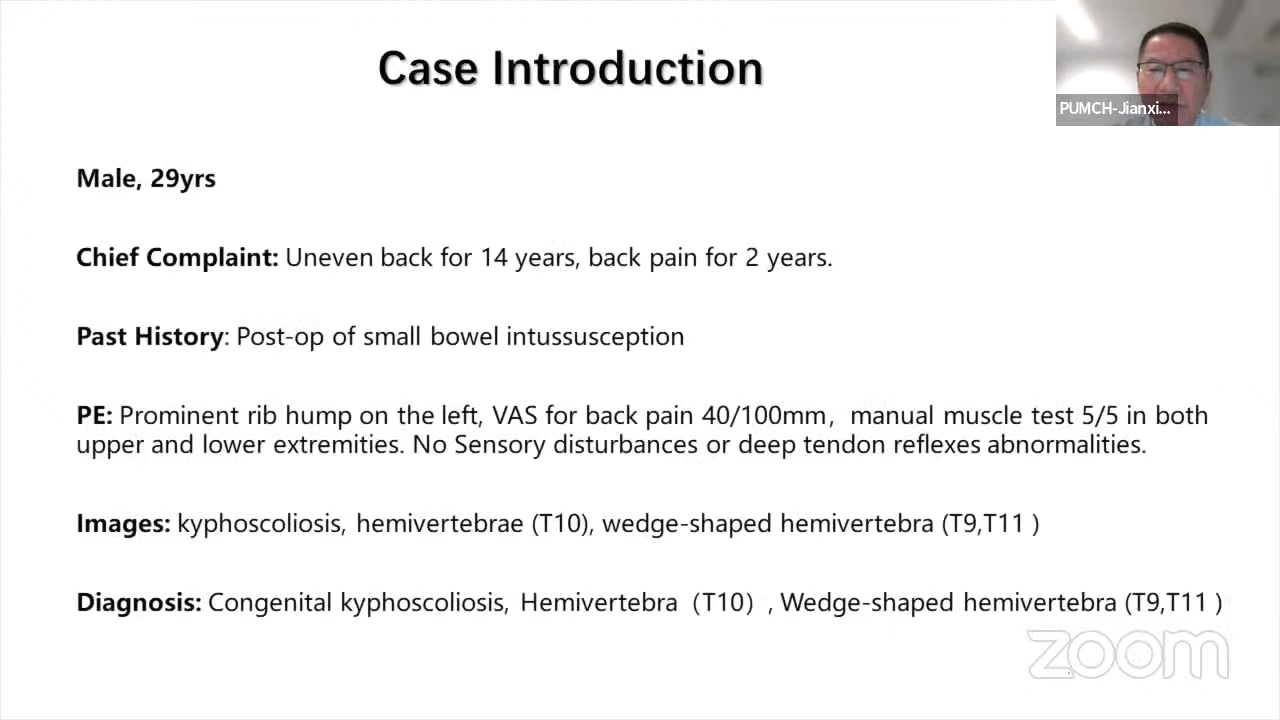 Case Introduction
PUMCH-Jianxi...
Male, 29yrs
Chief Complaint: Uneven back for 14 years, back pain for 2 years.
Past History: Post-op of small bowel intussusception
PE: Prominent rib hump on the left, VAS for back pain 40/100mm，manual muscle test 5/5 in both
upper and lower extremities. No Sensory disturbances or deep tendon reflexes abnormalities.
Images: kyphoscoliosis, hemivertebrae (T10), wedge-shaped hemivertebra (T9,T11 )
Diagnosis: Congenital kyphoscoliosis, Hemivertebra（T10）, Wedge-shaped hemivertebra (T9,T11 )
zoom